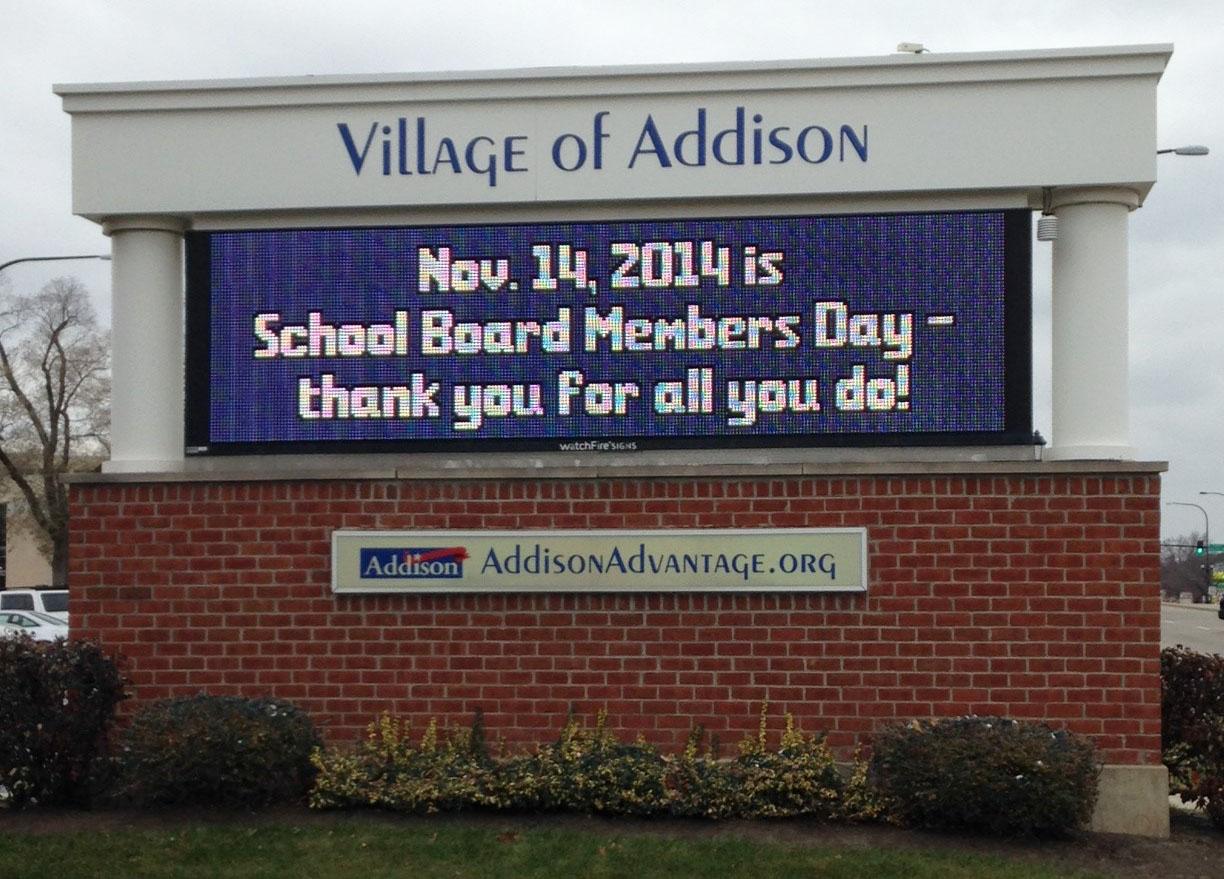 Village of Addison
Nov. 14, 2014 is
School Board Members Day -
thank you for all you do!
watchFire SIGNS
Addison AddisonAdvantage.org